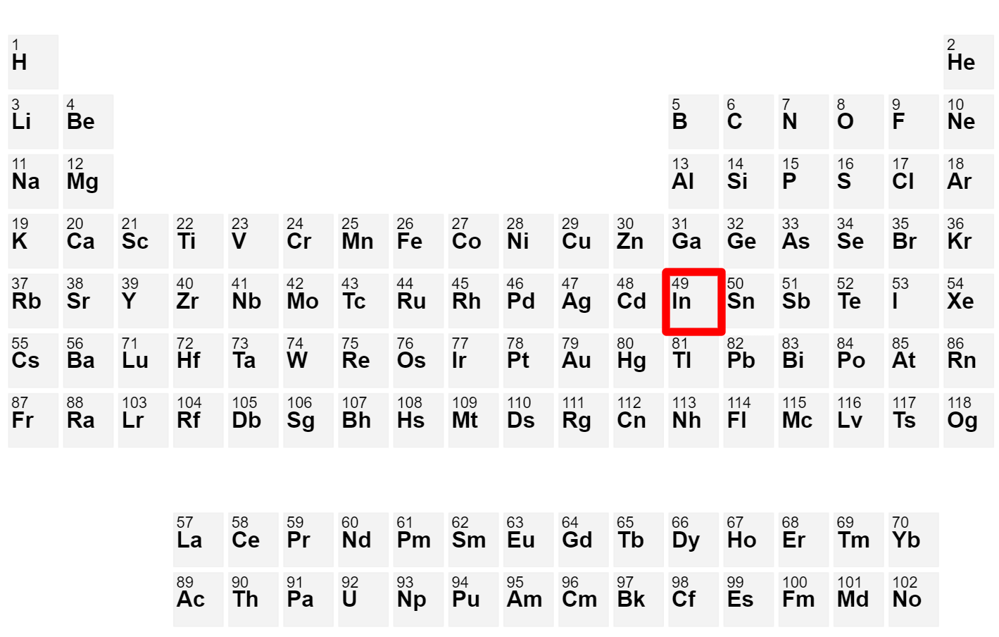 1 2
H He
3 4 5 6 7 8 9 10
Li Be B C N O F Ne
11 12 13 14 15 16 17 18
Na Mg Al Si P S Cl Ar
19 20 21 22 23 24 25 26 27 28 29 30 31 32 33 34 35 36
K Ca Sc Ti V Cr Mn Fe Co Ni Cu Zn Ga Ge As Se Br Kr
37 38 39 40 41 42 43 44 45 46 47 48 49 50 51 52 53 54
Rb Sr Y Zr Nb Mo Tc Ru Rh Pd Ag Cd In Sn Sb Te I Xe
55 56 71 72 73 74 75 76 77 78 79 80 81 82 83 84 85 86
Cs Ba Lu Hf Ta W Re Os Ir Pt Au Hg Tl Pb Bi Po At Rn
87 88 103 104 105 106 107 108 109 110 111 112 113 114 115 116 117 118
Fr Ra Lr Rf Db Sg Bh Hs Mt Ds Rg Cn Nh Fl Mc Lv Ts Og
57 58 59 60 61 62 63 64 65 66 67 68 69 70
La Ce Pr Nd Pm Sm Eu Gd Tb Dy Ho Er Tm Yb
89 90 91 92 93 94 95 96 97 98 99 100 101 102
Ac Th Pa U Np Pu Am Cm Bk Cf Es Fm Md No